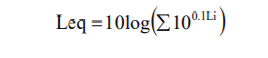 Leq = 10log(∑10^{0.1Li})